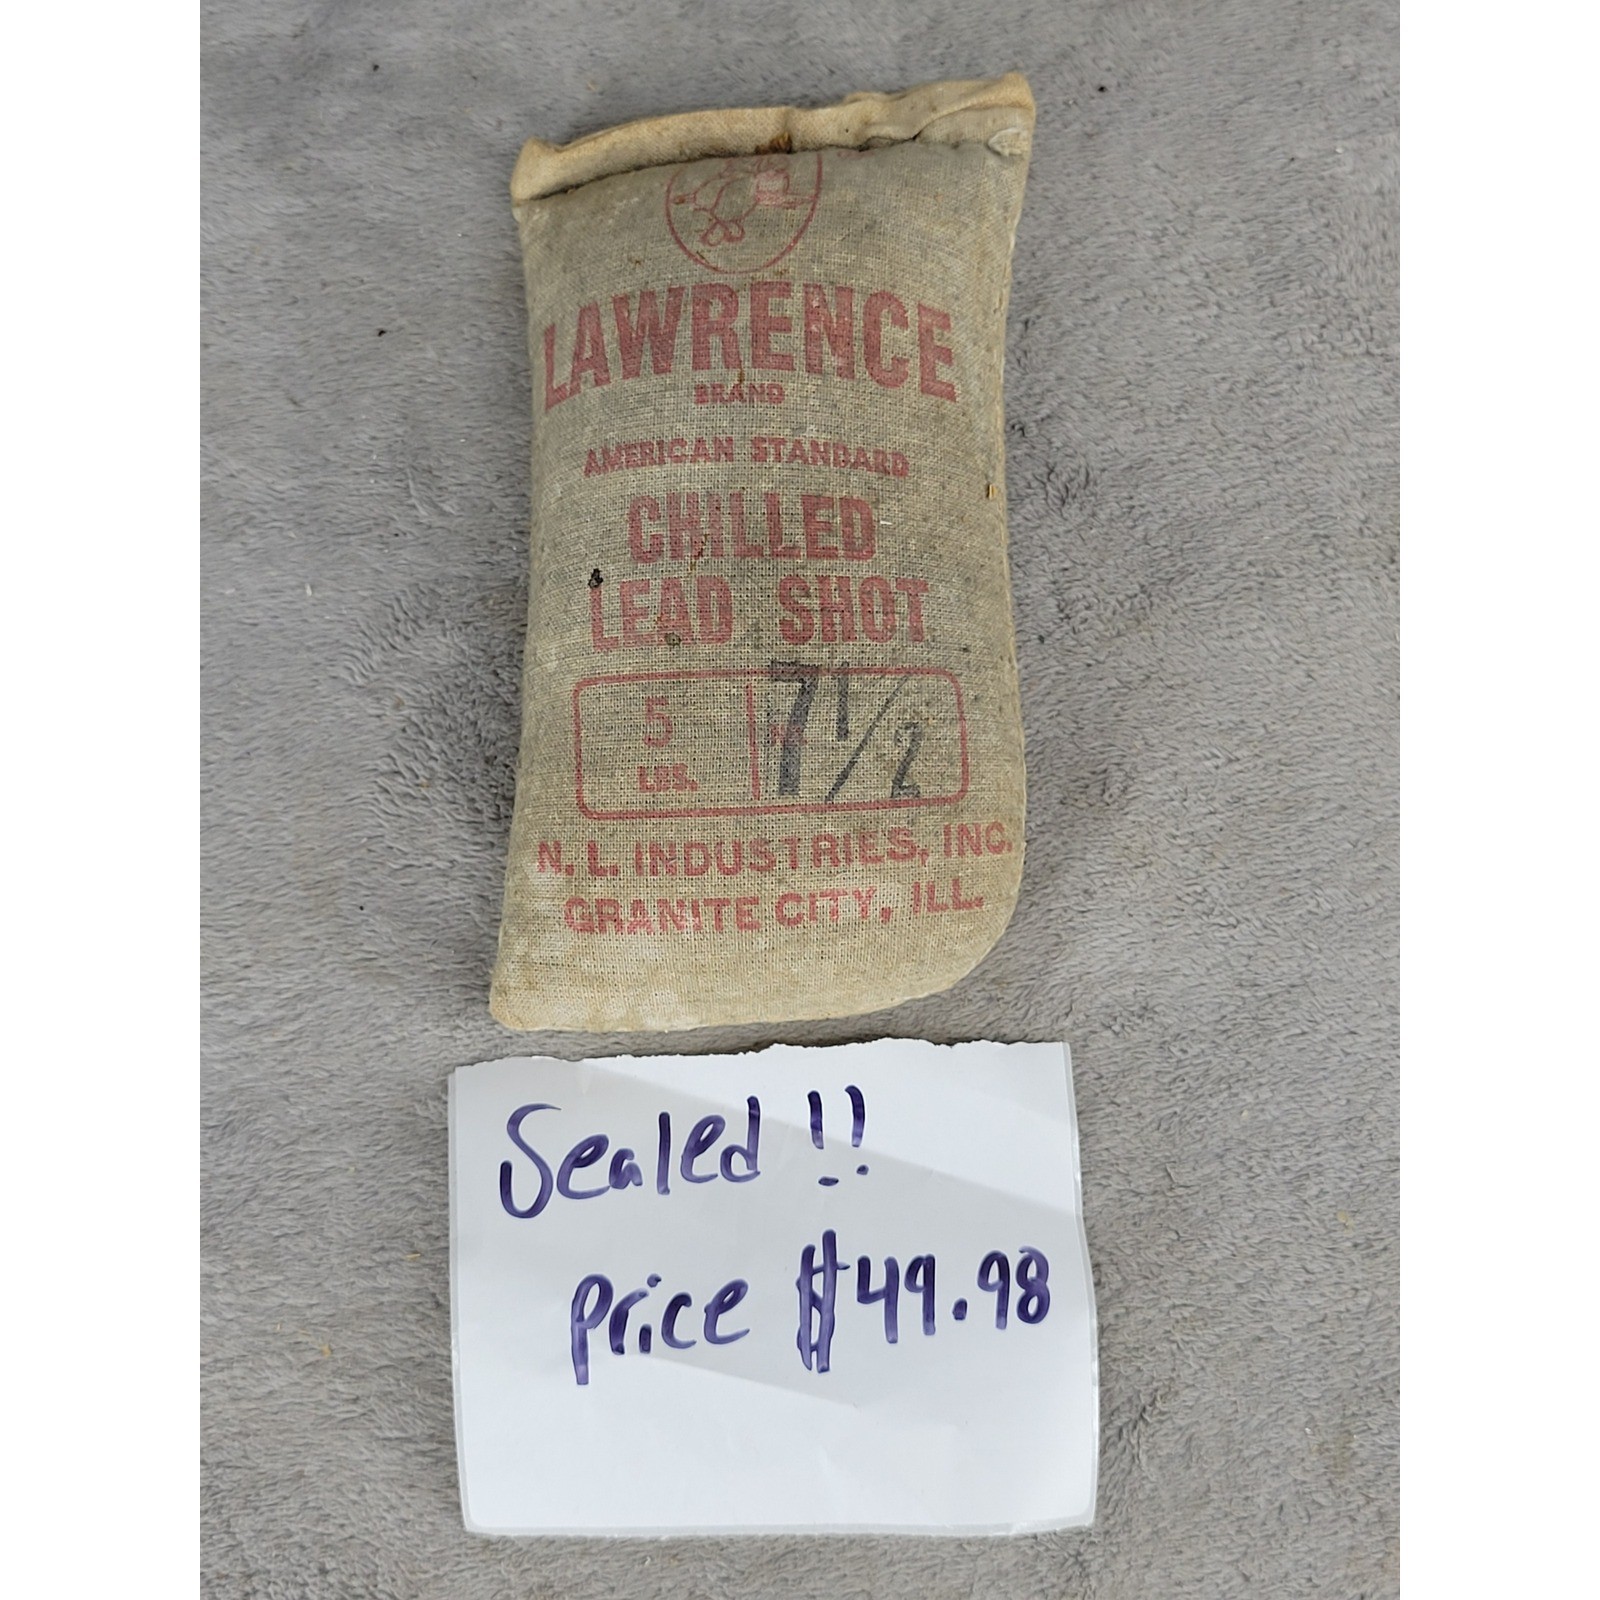 LAWRENCE
BRAND
AMERICAN STANDARD
CHILLED
LEAD SHOT
5 7 1/2
LBS.
N. L. INDUSTRIES, INC.
GRANITE CITY, ILL.
Sealed !!
price $49.98